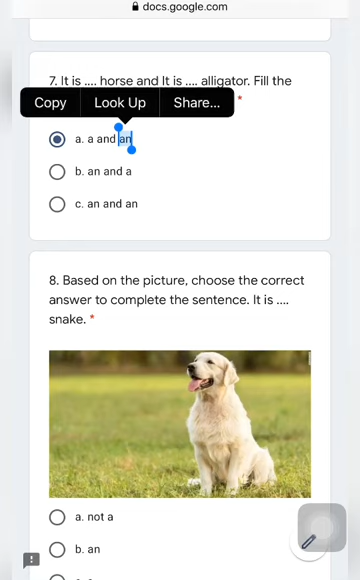 docs.google.com
7. It is .... horse and It is .... alligator. Fill the
*
Copy Look Up Share...
a. a and an
b. an and a
c. an and an
8. Based on the picture, choose the correct
answer to complete the sentence. It is ....
snake. *
a. not a
b. an